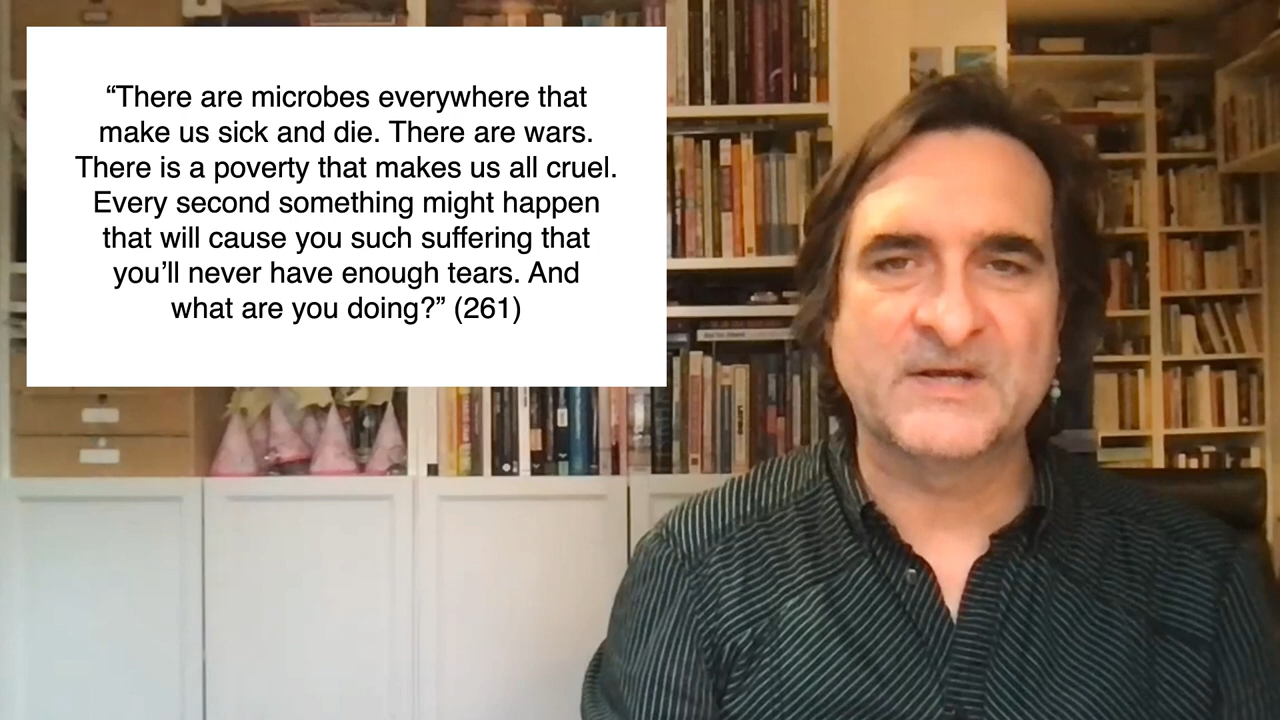 “There are microbes everywhere that
make us sick and die. There are wars.
There is a poverty that makes us all cruel.
Every second something might happen
that will cause you such suffering that
you’ll never have enough tears. And
what are you doing?” (261)